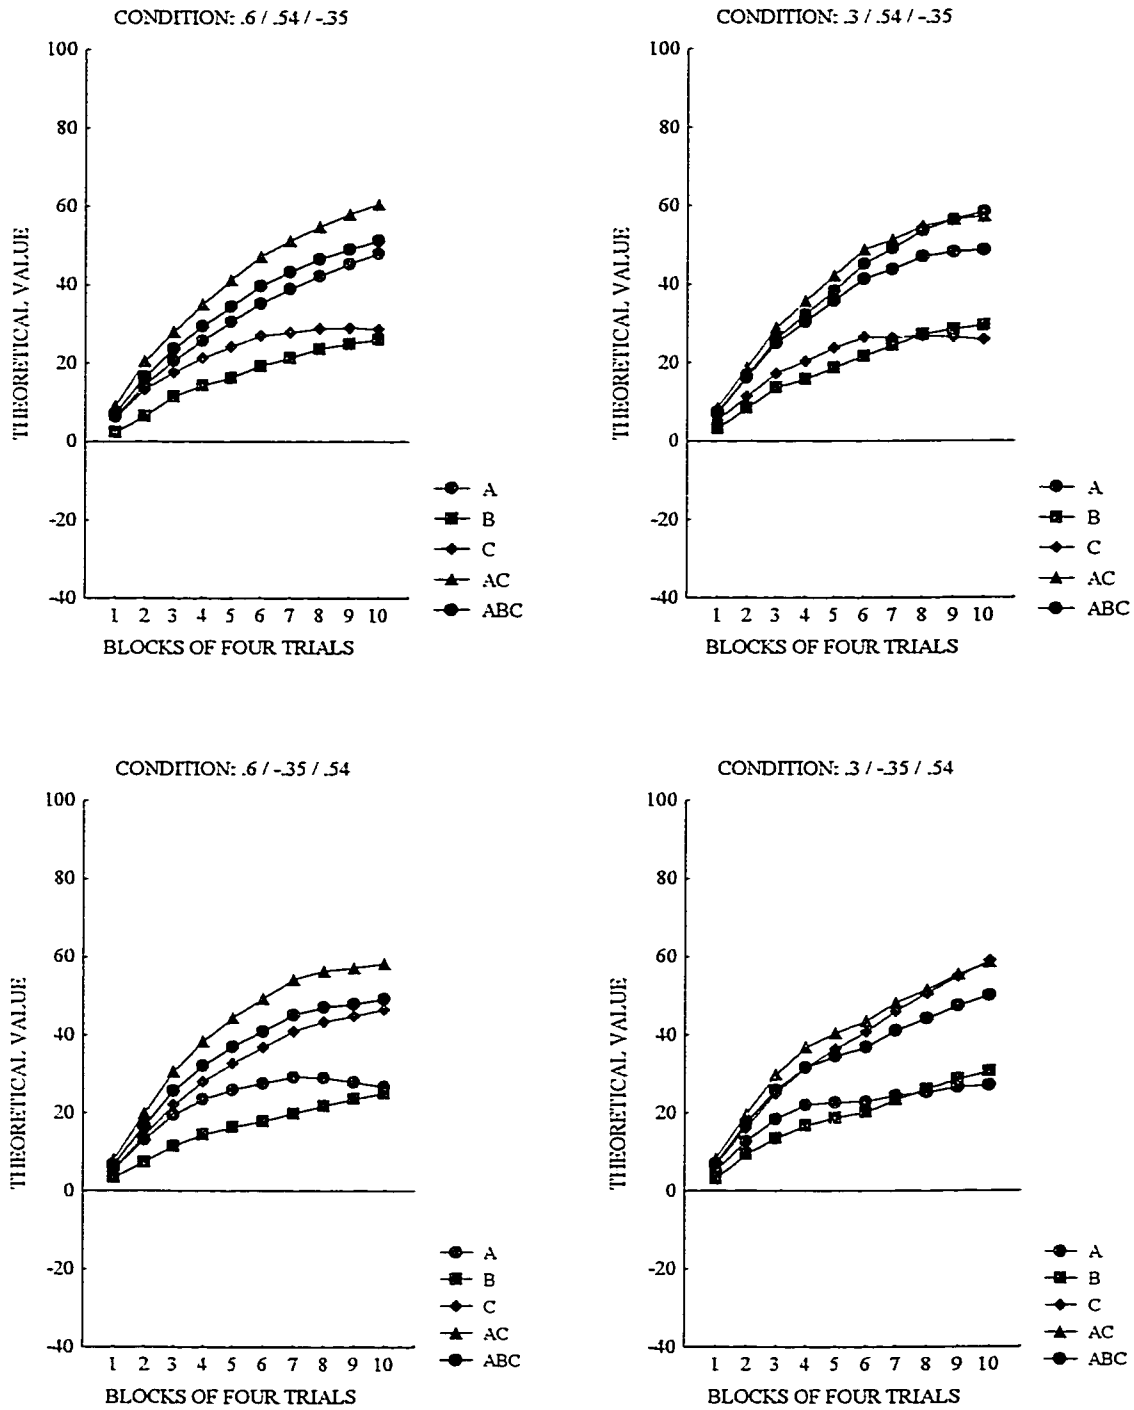 CONDITION: .6 / .54 / -.35
100
80
60
40
20
0
-20
-40
THEORETICAL VALUE
1 2 3 4 5 6 7 8 9 10
BLOCKS OF FOUR TRIALS
A
B
C
AC
ABC
CONDITION: .3 / .54 / -.35
100
80
60
40
20
0
-20
-40
THEORETICAL VALUE
1 2 3 4 5 6 7 8 9 10
BLOCKS OF FOUR TRIALS
A
B
C
AC
ABC
CONDITION: .6 / -.35 / .54
100
80
60
40
20
0
-20
-40
THEORETICAL VALUE
1 2 3 4 5 6 7 8 9 10
BLOCKS OF FOUR TRIALS
A
B
C
AC
ABC
CONDITION: .3 / -.35 / .54
100
80
60
40
20
0
-20
-40
THEORETICAL VALUE
1 2 3 4 5 6 7 8 9 10
BLOCKS OF FOUR TRIALS
A
B
C
AC
ABC